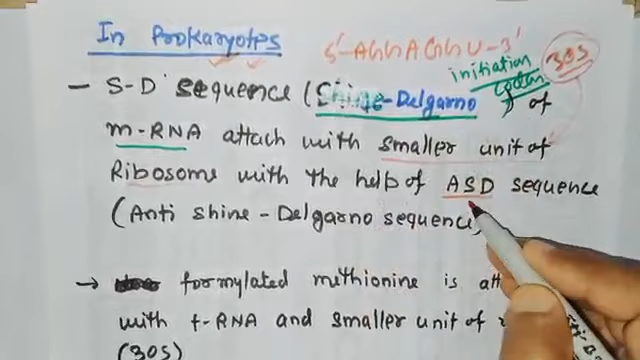 In Prokaryotes
5'-AGGAGGU-3'
initiation
codon
30S
- S-D sequence (Shine-Delgarno) of
m-RNA attach with smaller unit of
Ribosome with the help of ASD sequence
(Anti shine-Delgarno sequence)
→ formylated methionine is
with t-RNA and smaller unit of
(30S)